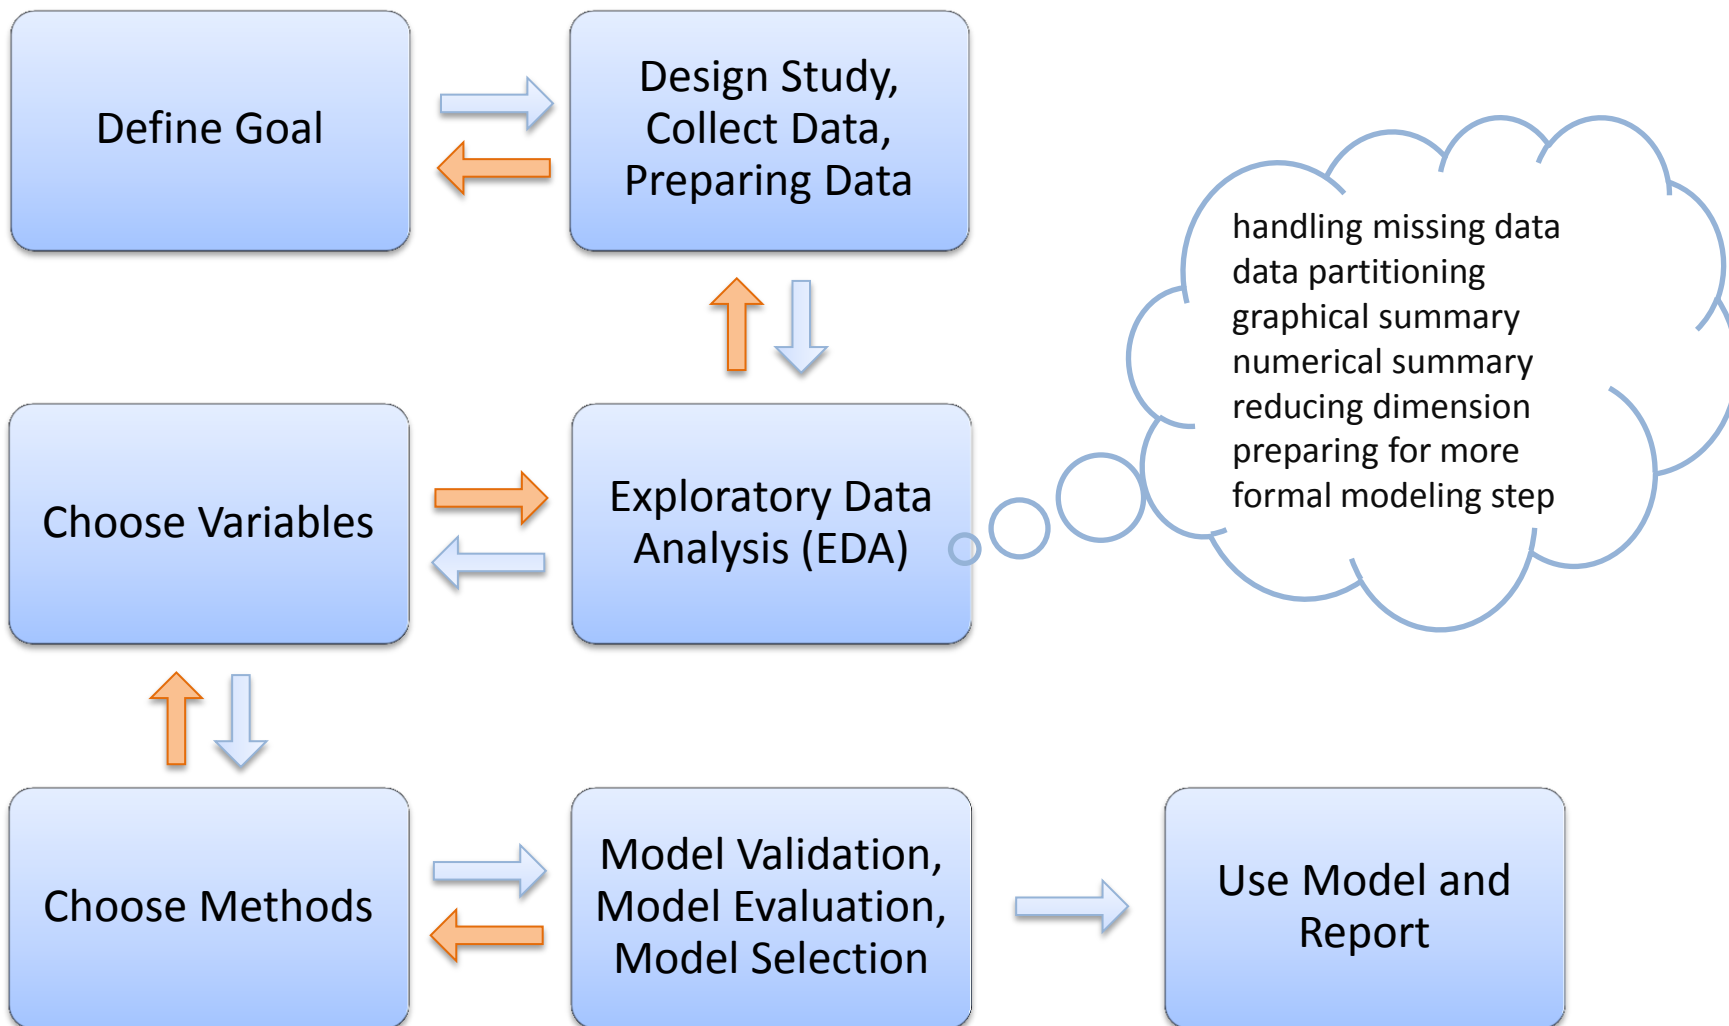 Define Goal
Design Study,
Collect Data,
Preparing Data
handling missing data
data partitioning
graphical summary
numerical summary
reducing dimension
preparing for more
formal modeling step
Choose Variables
Exploratory Data
Analysis (EDA)
Choose Methods
Model Validation,
Model Evaluation,
Model Selection
Use Model and
Report